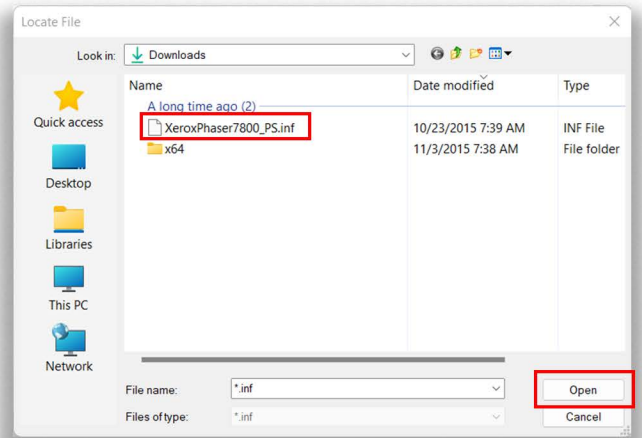 Locate File
Look in: Downloads
Name Date modified Type
A long time ago (2)
XeroxPhaser7800_PS.inf 10/23/2015 7:39 AM INF File
x64 11/3/2015 7:38 AM File folder
Quick access
Desktop
Libraries
This PC
Network
File name: *.inf Open
Files of type: *.inf Cancel